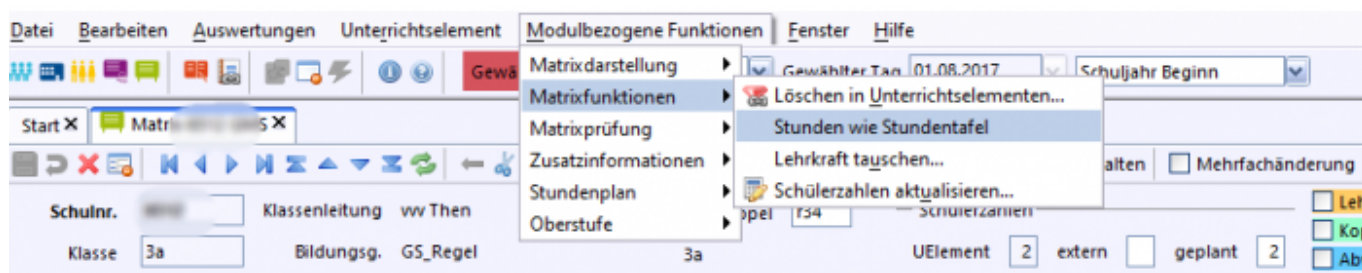 Datei Bearbeiten Auswertungen Unterrichtselement Modulbezogene Funktionen Fenster Hilfe
Gewählter Tag 01.08.2017 Schuljahr Beginn
Matrixdarstellung
Matrixfunktionen
Matrixprüfung
Zusatzinformationen
Stundenplan
Oberstufe
Löschen in Unterrichtselementen...
Stunden wie Stundentafel
Lehrkraft tauschen...
Schülerzahlen aktualisieren...
Start
alten Mehrfachänderung
Schulnr. Klassenleitung vvv Then r34 Schülerzahlen
Klasse 3a Bildungsg. GS_Regel 3a UElement 2 extern geplant 2